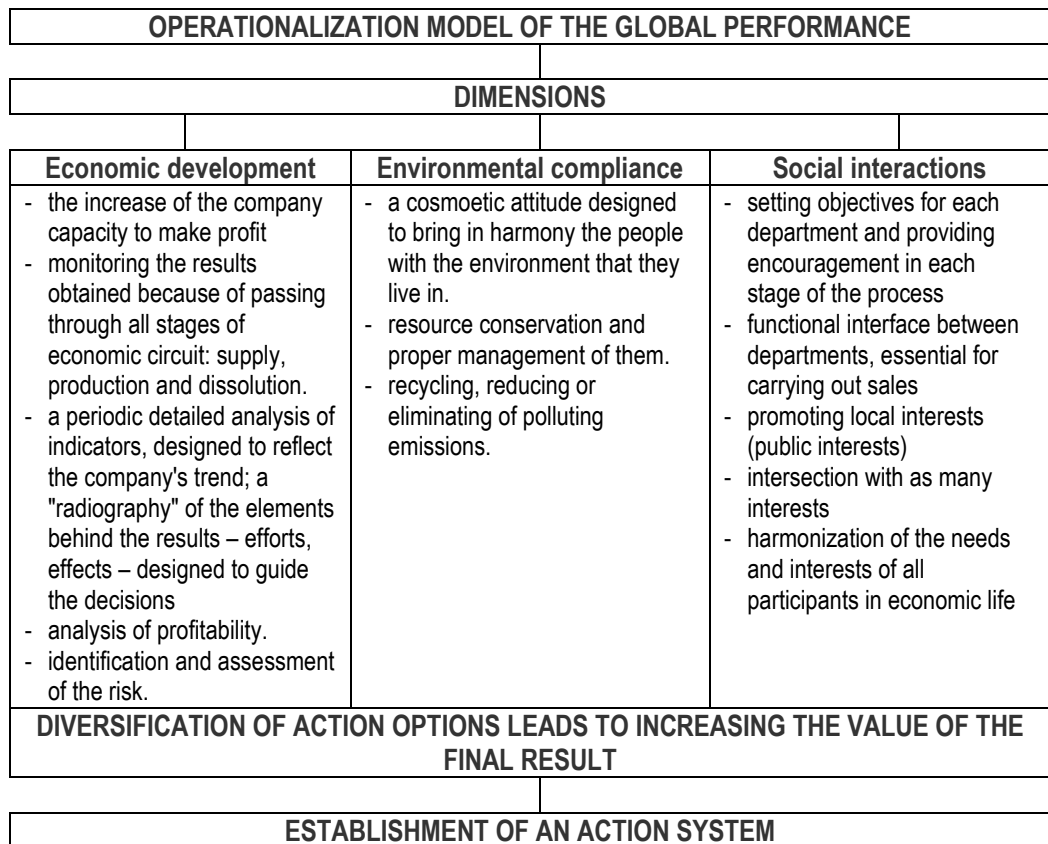 OPERATIONALIZATION MODEL OF THE GLOBAL PERFORMANCE
DIMENSIONS
Economic development
- the increase of the company
capacity to make profit
- monitoring the results
obtained because of passing
through all stages of
economic circuit: supply,
production and dissolution.
- a periodic detailed analysis of
indicators, designed to reflect
the company's trend; a
"radiography" of the elements
behind the results – efforts,
effects – designed to guide
the decisions
- analysis of profitability.
- identification and assessment
of the risk.
Environmental compliance
- a cosmoetic attitude designed
to bring in harmony the people
with the environment that they
live in.
- resource conservation and
proper management of them.
- recycling, reducing or
eliminating of polluting
emissions.
Social interactions
- setting objectives for each
department and providing
encouragement in each
stage of the process
- functional interface between
departments, essential for
carrying out sales
- promoting local interests
(public interests)
- intersection with as many
interests
- harmonization of the needs
and interests of all
participants in economic life
DIVERSIFICATION OF ACTION OPTIONS LEADS TO INCREASING THE VALUE OF THE
FINAL RESULT
ESTABLISHMENT OF AN ACTION SYSTEM